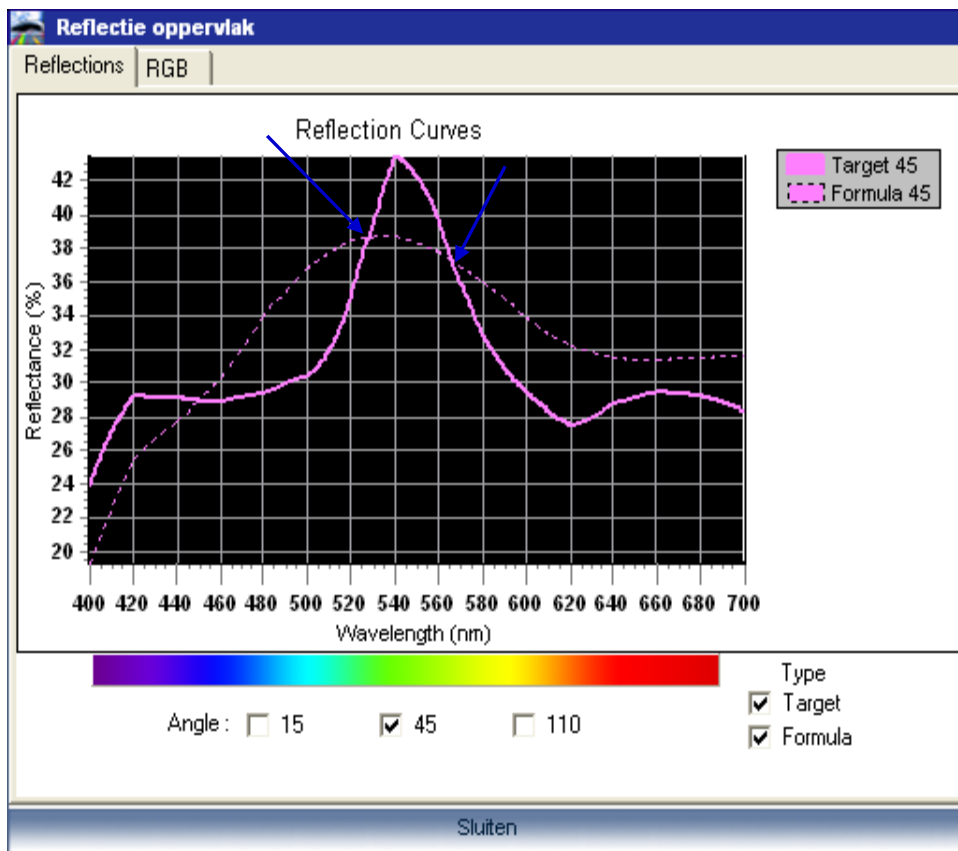 Reflectie oppervlak
Reflections RGB
Reflection Curves
Target 45
Formula 45
Reflectance (%)
42
40
38
36
34
32
30
28
26
24
22
20
400 420 440 460 480 500 520 540 560 580 600 620 640 660 680 700
Wavelength (nm)
Angle : 15 45 110
Type
Target
Formula
Sluiten